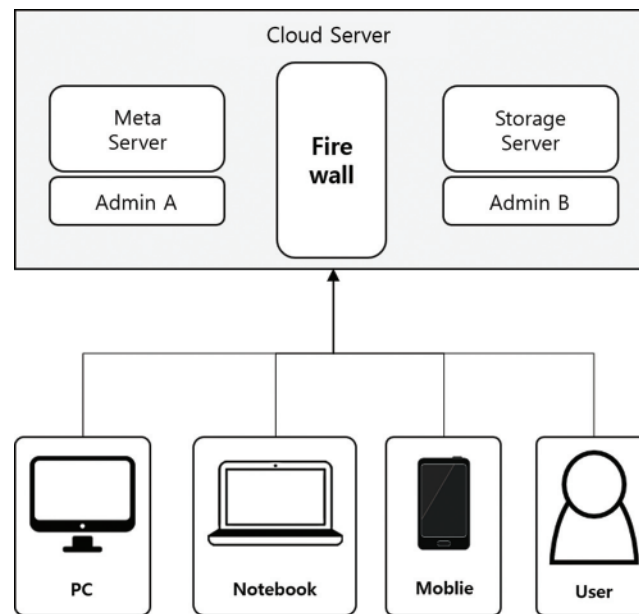 Cloud Server
Meta
Server
Admin A
Fire
wall
Storage
Server
Admin B
PC
Notebook
Moblie
User